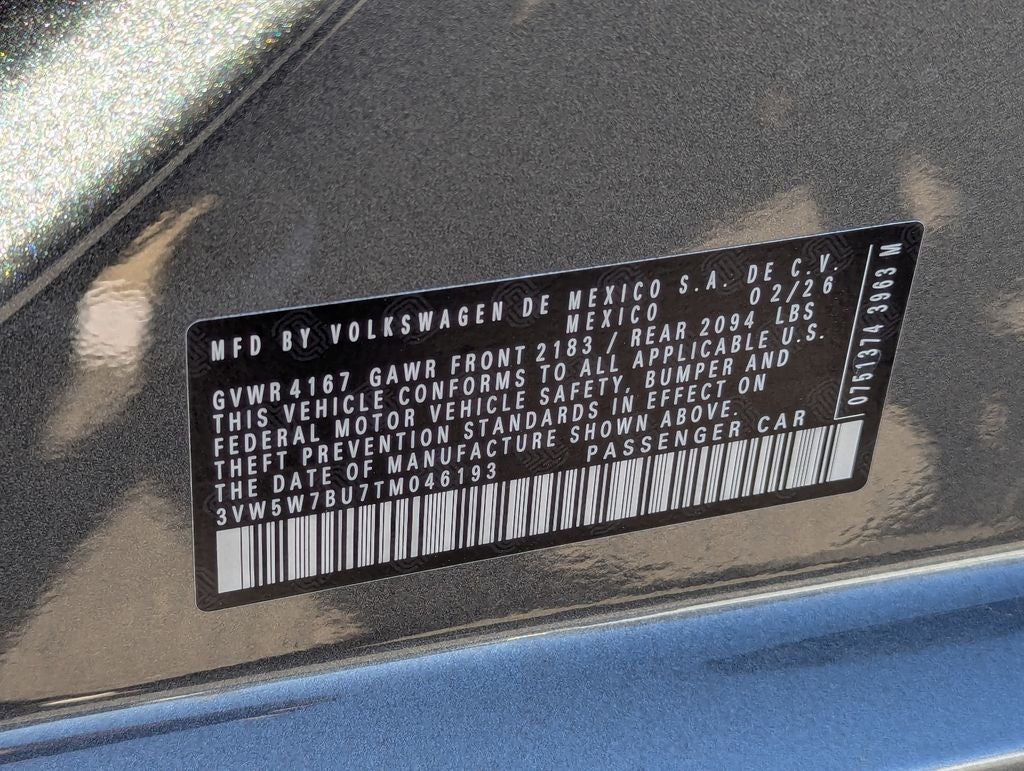 MFD BY VOLKSWAGEN DE MEXICO S.A. DE C.V.
MEXICO 02/26
GVWR 4167 GAWR FRONT 2183 / REAR 2094 LBS
THIS VEHICLE CONFORMS TO ALL APPLICABLE U.S.
FEDERAL MOTOR VEHICLE SAFETY, BUMPER AND
THEFT PREVENTION STANDARDS IN EFFECT ON
THE DATE OF MANUFACTURE SHOWN ABOVE.
3VW5W7BU7TM046193 PASSENGER CAR
0751374 3963 M